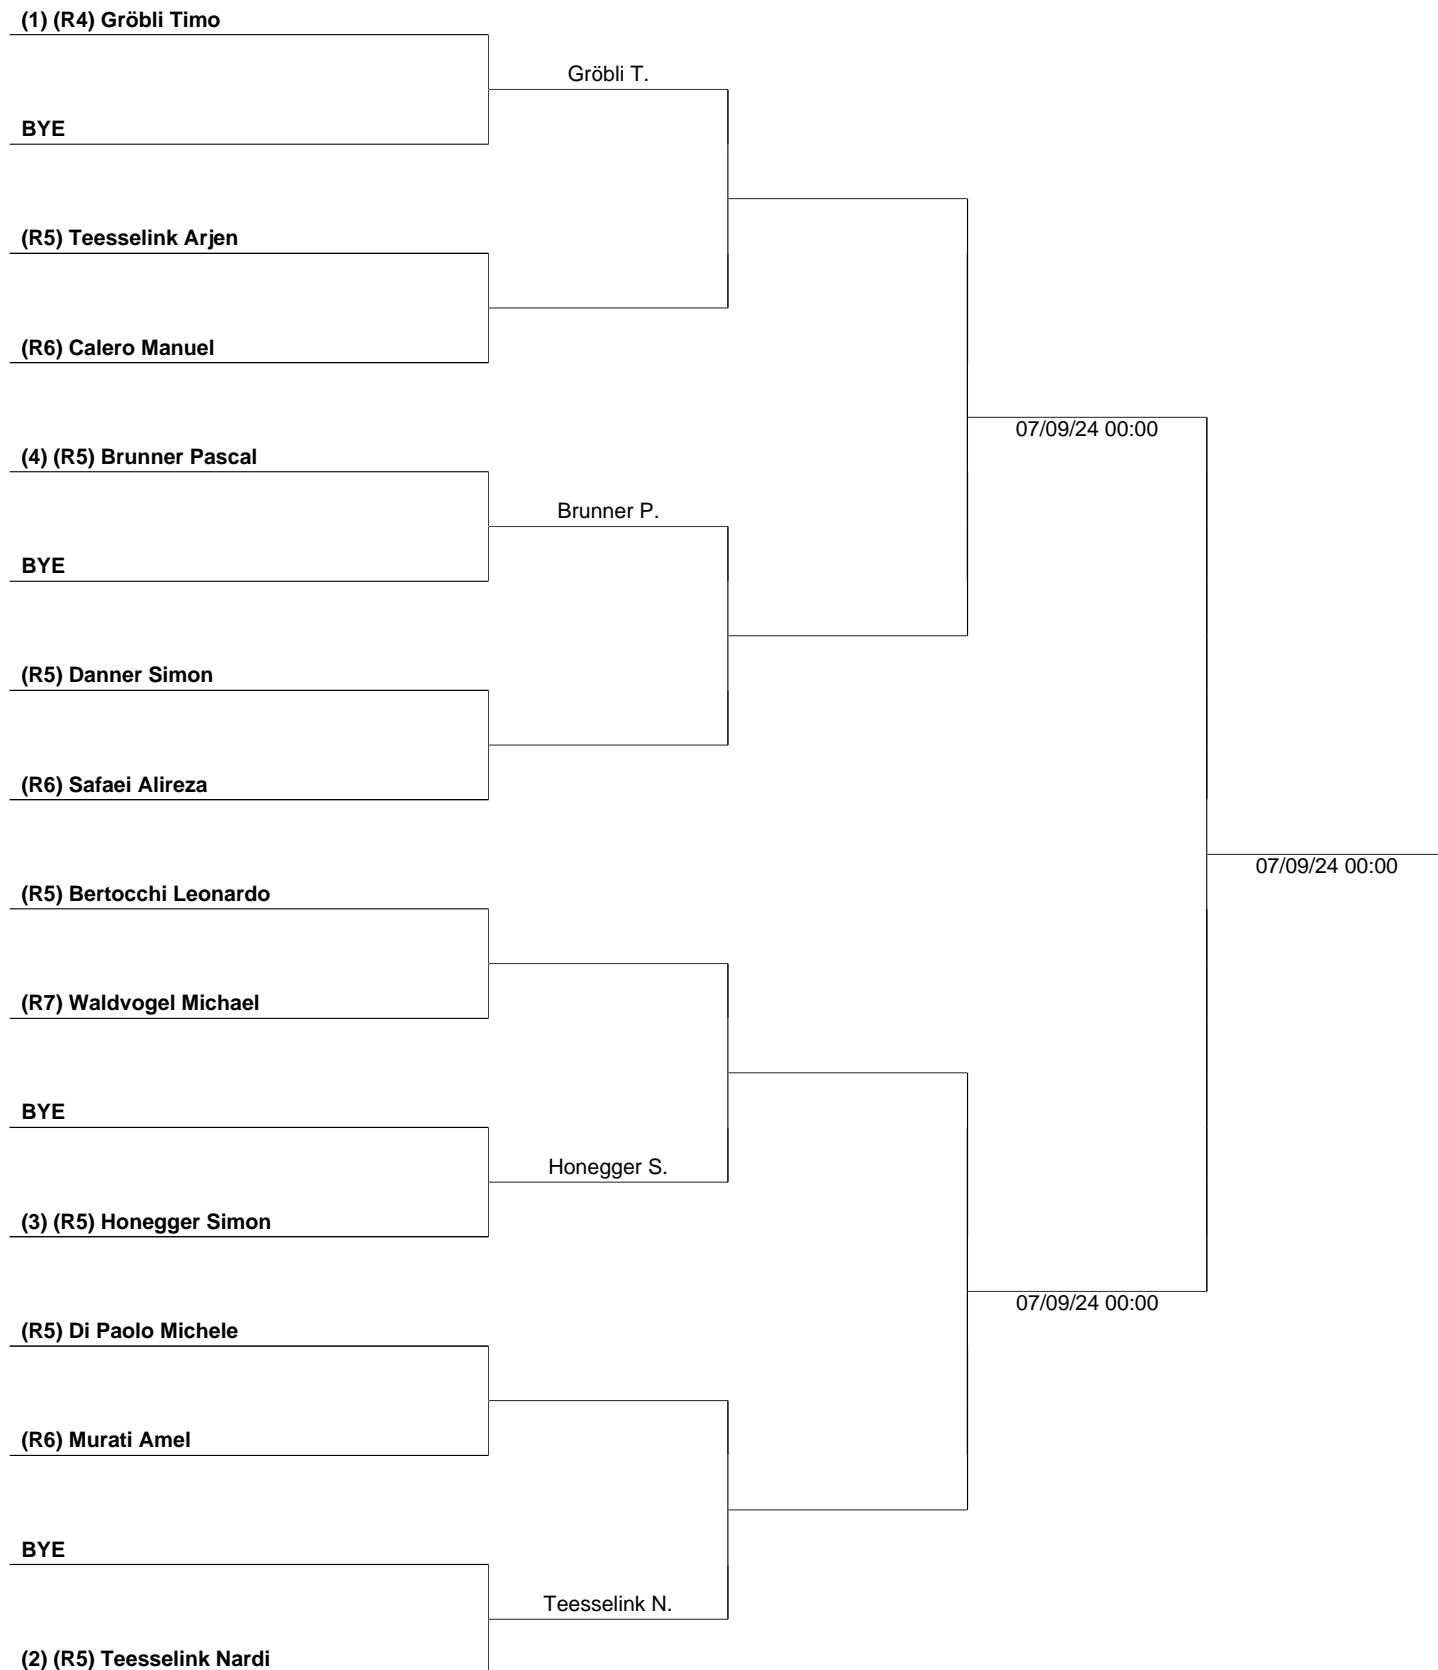 (1) (R4) Gröbli Timo
Gröbli T.
BYE
(R5) Teesselink Arjen
(R6) Calero Manuel
07/09/24 00:00
(4) (R5) Brunner Pascal
Brunner P.
BYE
(R5) Danner Simon
(R6) Safaei Alireza
07/09/24 00:00
(R5) Bertocchi Leonardo
(R7) Waldvogel Michael
BYE
Honegger S.
(3) (R5) Honegger Simon
07/09/24 00:00
(R5) Di Paolo Michele
(R6) Murati Amel
BYE
Teesselink N.
(2) (R5) Teesselink Nardi